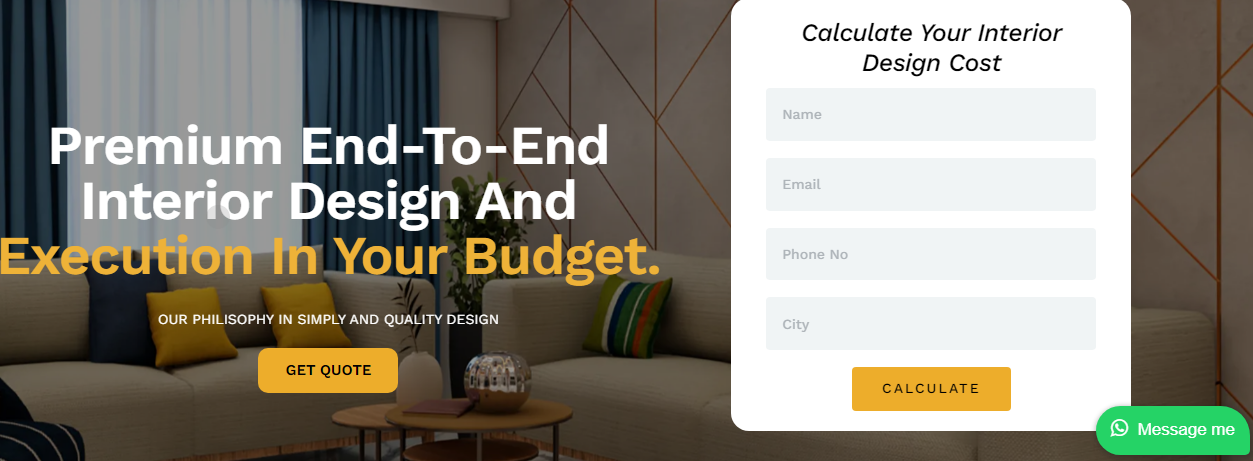 Premium End-To-End
Interior Design And
Execution In Your Budget.
OUR PHILISOPHY IN SIMPLY AND QUALITY DESIGN
GET QUOTE
Calculate Your Interior
Design Cost
Name
Email
Phone No
City
CALCULATE
Message me